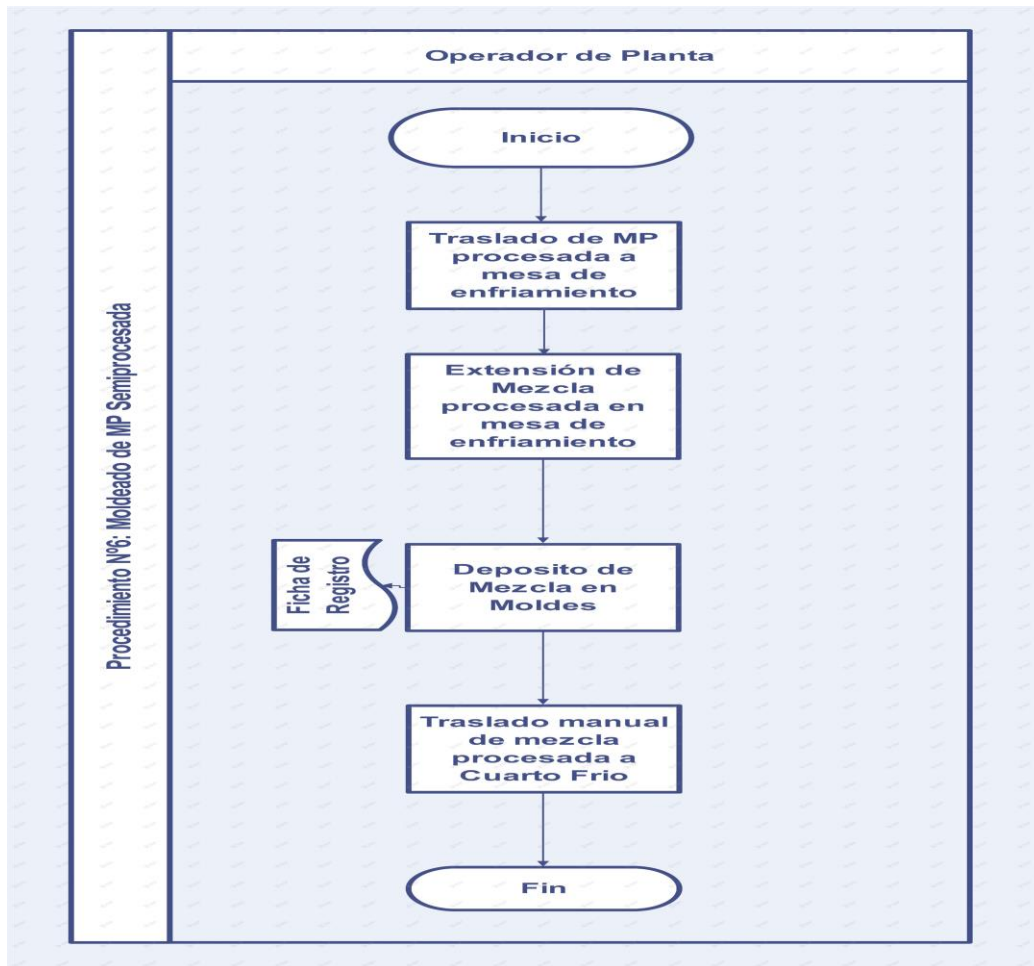 Operador de Planta
Procedimiento Nº6: Moldeado de MP Semiprocesada
Inicio
Traslado de MP
procesada a
mesa de
enfriamiento
Extensión de
Mezcla
procesada en
mesa de
enfriamiento
Ficha de
Registro
Deposito de
Mezcla en
Moldes
Traslado manual
de mezcla
procesada a
Cuarto Frio
Fin